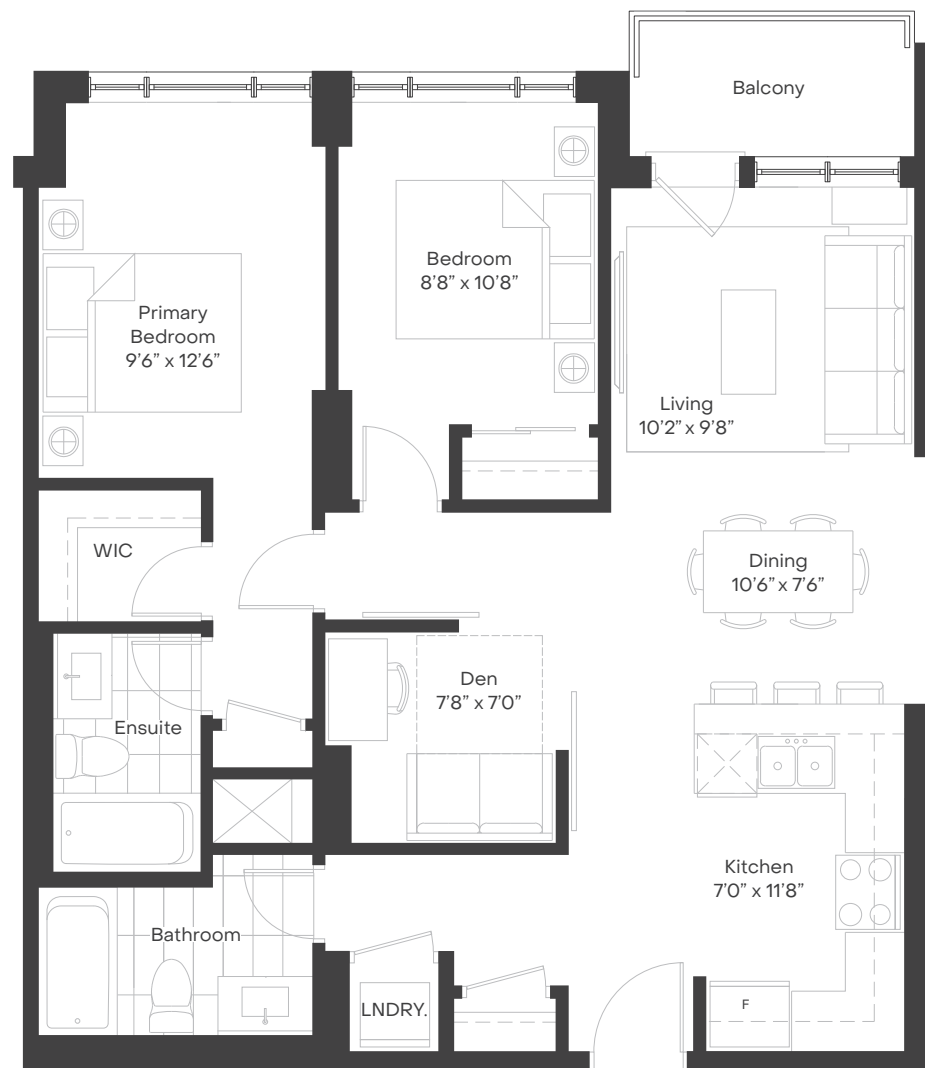 Balcony
Bedroom
8’8” x 10’8”
Primary
Bedroom
9’6” x 12’6”
Living
10’2” x 9’8”
WIC
Dining
10’6” x 7’6”
Den
7’8” x 7’0”
Ensuite
Kitchen
7’0” x 11’8”
Bathroom
LNDRY.
F